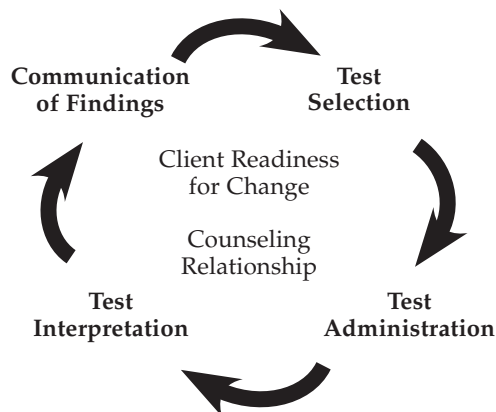 Communication
of Findings
Test
Selection
Client Readiness
for Change
Counseling
Relationship
Test
Interpretation
Test
Administration